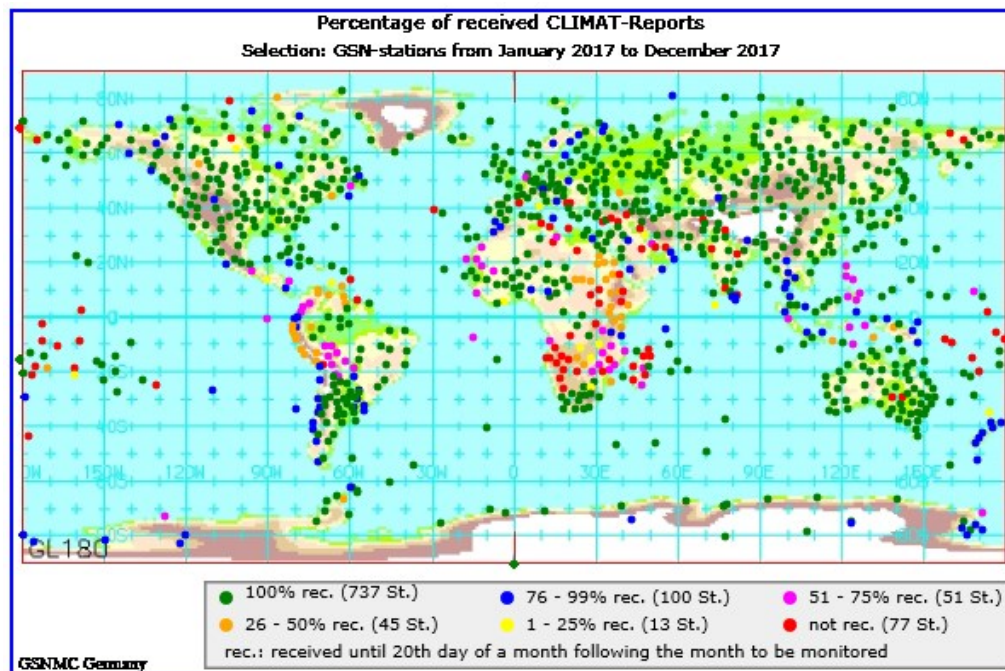 Percentage of received CLIMAT-Reports
Selection: GSN-stations from January 2017 to December 2017
80N
60N
40N
20N 20N
0 0
20S
40S
150W 120W 90W 60W 30W 0 30E 60E 90E 120E 150E
60S 60S
80S 80S
GL180
100% rec. (737 St.) 76 - 99% rec. (100 St.) 51 - 75% rec. (51 St.)
26 - 50% rec. (45 St.) 1 - 25% rec. (13 St.) not rec. (77 St.)
rec.: received until 20th day of a month following the month to be monitored
GSNMC Germany